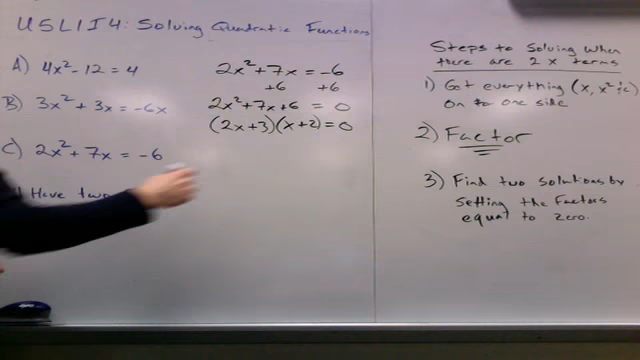 U5L1I4: Solving Quadratic Functions
A) 4x² - 12 = 4
B) 3x² + 3x = -6x
C) 2x² + 7x = -6
Have two
2x² + 7x = -6
+6 +6
2x² + 7x + 6 = 0
(2x + 3)(x + 2) = 0
Steps to Solving When
there are 2 x terms
1) Get everything (x, x² & c)
on to one side
2) Factor
3) Find two solutions by
setting the factors
equal to zero.